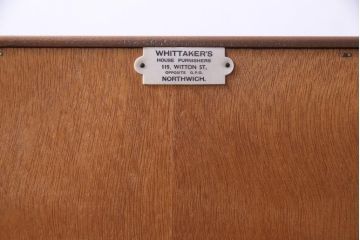 WHITTAKER'S
HOUSE FURNISHERS
115, WITTON ST,
OPPOSITE G.P.O.
NORTHWICH.